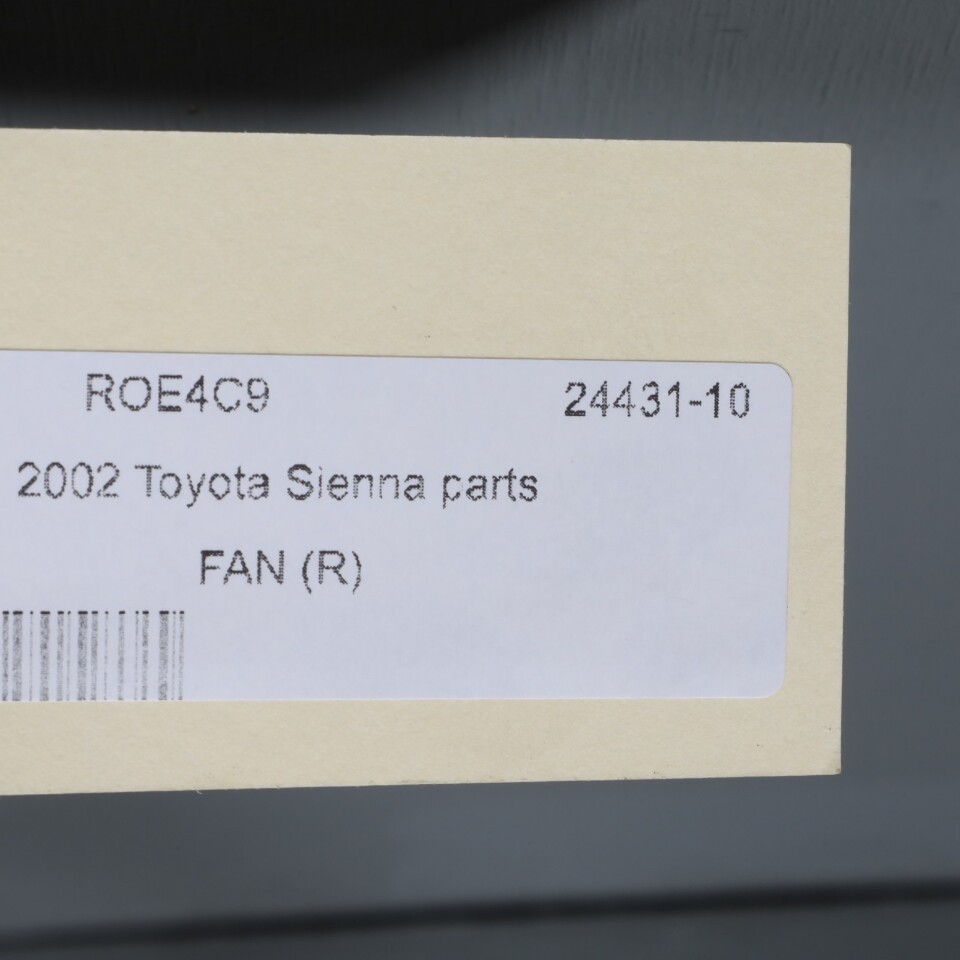 ROE4C9 24431-10
2002 Toyota Sienna parts
FAN (R)